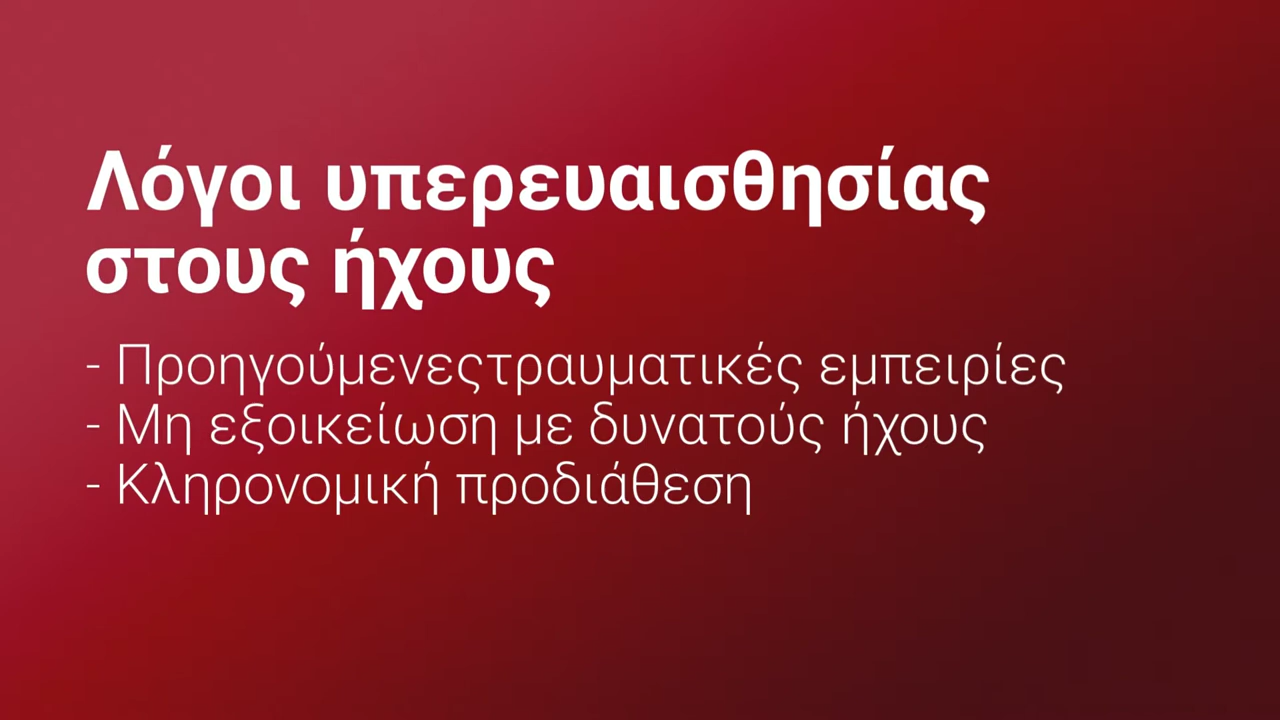 Λόγοι υπερευαισθησίας
στους ήχους
- Προηγούμενεςτραυματικές εμπειρίες
- Μη εξοικείωση με δυνατούς ήχους
- Κληρονομική προδιάθεση